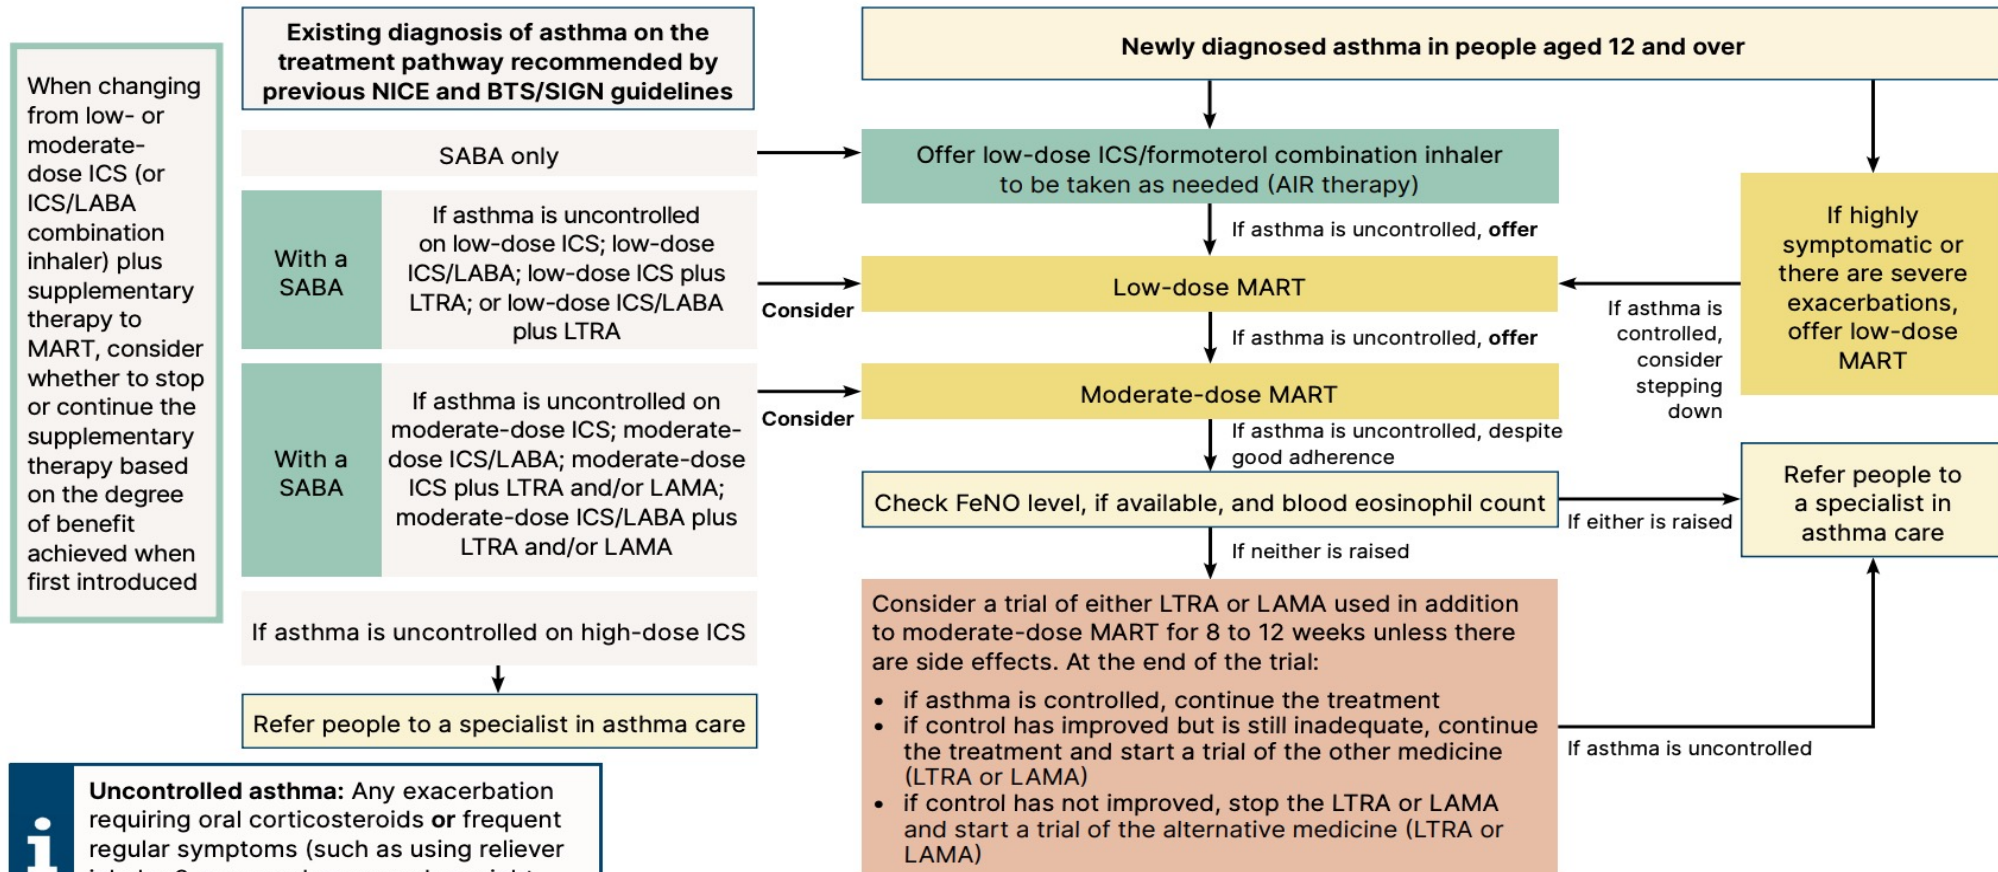 When changing
from low- or
moderate-
dose ICS (or
ICS/LABA
combination
inhaler) plus
supplementary
therapy to
MART, consider
whether to stop
or continue the
supplementary
therapy based
on the degree
of benefit
achieved when
first introduced
Existing diagnosis of asthma on the
treatment pathway recommended by
previous NICE and BTS/SIGN guidelines
SABA only
With a
SABA
If asthma is uncontrolled
on low-dose ICS; low-dose
ICS/LABA; low-dose ICS plus
LTRA; or low-dose ICS/LABA
plus LTRA
Consider
With a
SABA
If asthma is uncontrolled on
moderate-dose ICS; moderate-
dose ICS/LABA; moderate-dose
ICS plus LTRA and/or LAMA;
moderate-dose ICS/LABA plus
LTRA and/or LAMA
Consider
If asthma is uncontrolled on high-dose ICS
Refer people to a specialist in asthma care
Uncontrolled asthma: Any exacerbation
requiring oral corticosteroids or frequent
regular symptoms (such as using reliever
Newly diagnosed asthma in people aged 12 and over
Offer low-dose ICS/formoterol combination inhaler
to be taken as needed (AIR therapy)
If asthma is uncontrolled, offer
Low-dose MART
If asthma is uncontrolled, offer
Moderate-dose MART
If asthma is uncontrolled, despite
good adherence
Check FeNO level, if available, and blood eosinophil count
If neither is raised
Consider a trial of either LTRA or LAMA used in addition
to moderate-dose MART for 8 to 12 weeks unless there
are side effects. At the end of the trial:
• if asthma is controlled, continue the treatment
• if control has improved but is still inadequate, continue
the treatment and start a trial of the other medicine
(LTRA or LAMA)
• if control has not improved, stop the LTRA or LAMA
and start a trial of the alternative medicine (LTRA or
LAMA)
If highly
symptomatic or
there are severe
exacerbations,
offer low-dose
MART
If asthma is
controlled,
consider
stepping
down
If either is raised
Refer people to
a specialist in
asthma care
If asthma is uncontrolled